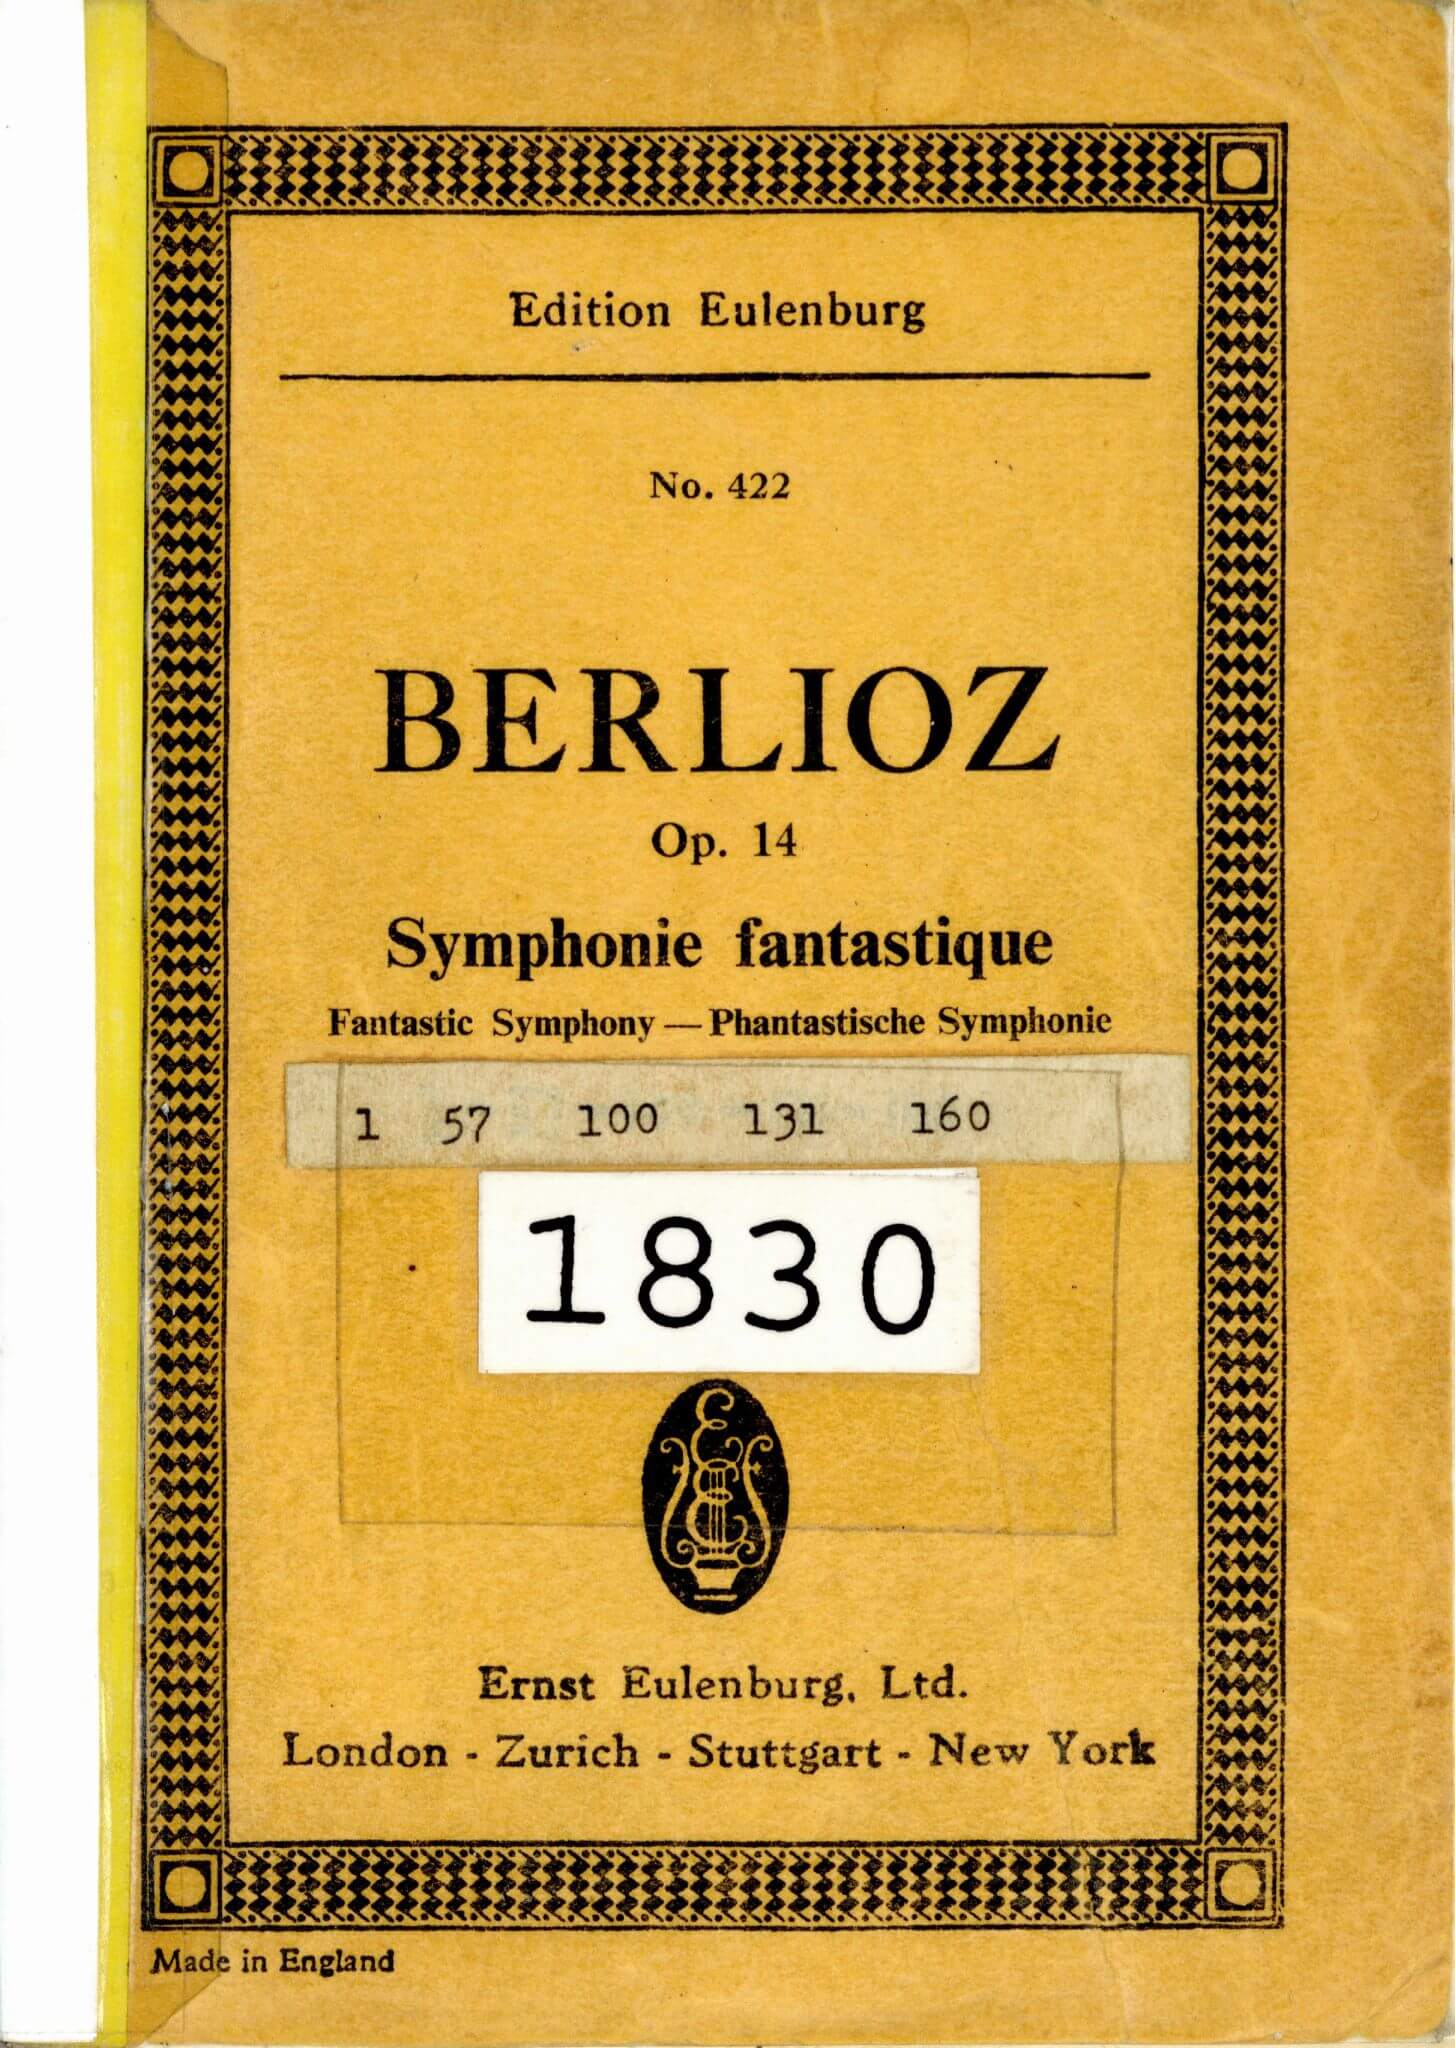 Edition Eulenburg
No. 422
BERLIOZ
Op. 14
Symphonie fantastique
Fantastic Symphony — Phantastische Symphonie
1 57 100 131 160
1830
Ernst Eulenburg, Ltd.
London - Zurich - Stuttgart - New York
Made in England